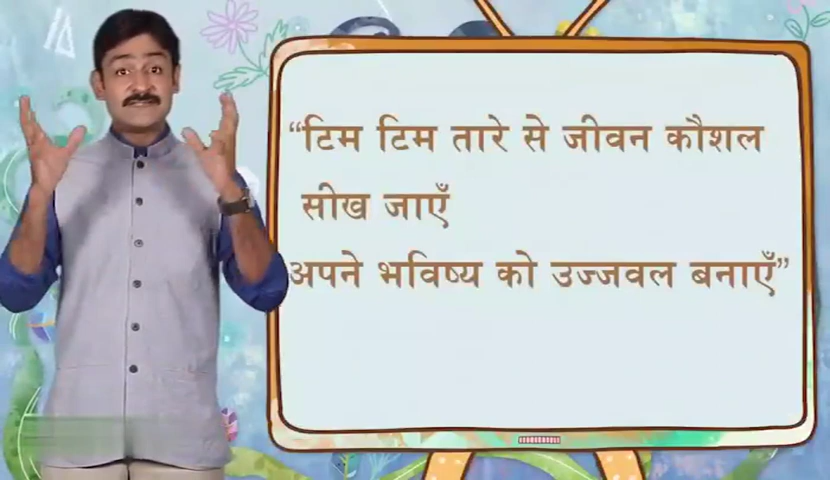 “टिम टिम तारे से जीवन कौशल
सीख जाएँ
अपने भविष्य को उज्जवल बनाएँ”